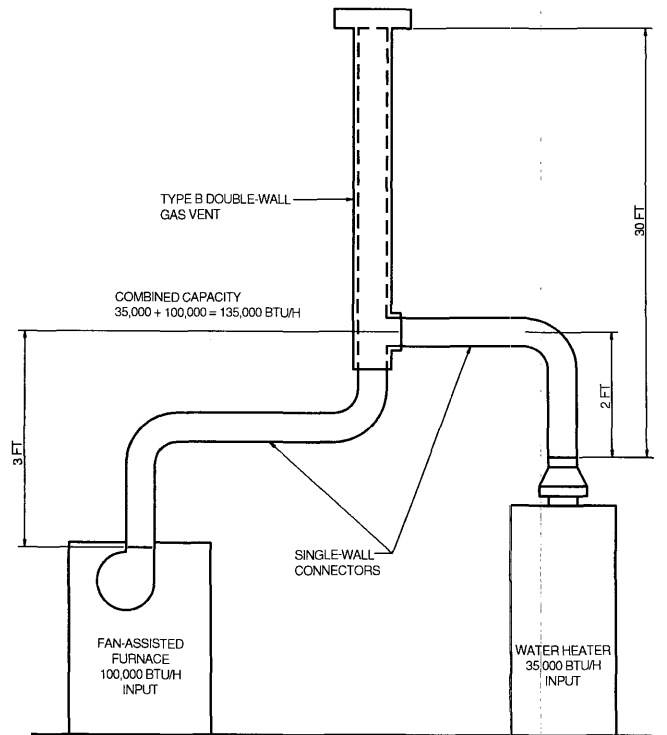 TYPE B DOUBLE-WALL
GAS VENT
30 FT
COMBINED CAPACITY
35,000 + 100,000 = 135,000 BTU/H
3 FT
2 FT
SINGLE-WALL
CONNECTORS
FAN-ASSISTED
FURNACE
100,000 BTU/H
INPUT
WATER HEATER
35,000 BTU/H
INPUT